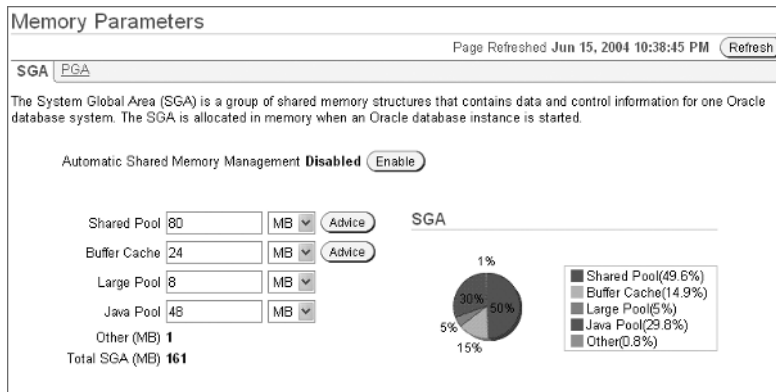 Memory Parameters
Page Refreshed Jun 15, 2004 10:38:45 PM Refresh
SGA PGA
The System Global Area (SGA) is a group of shared memory structures that contains data and control information for one Oracle
database system. The SGA is allocated in memory when an Oracle database instance is started.
Automatic Shared Memory Management Disabled Enable
Shared Pool 80 MB Advice
Buffer Cache 24 MB Advice
Large Pool 8 MB
Java Pool 48 MB
Other (MB) 1
Total SGA (MB) 161
SGA
1%
30% 50%
5%
15%
Shared Pool(49.6%)
Buffer Cache(14.9%)
Large Pool(5%)
Java Pool(29.8%)
Other(0.8%)